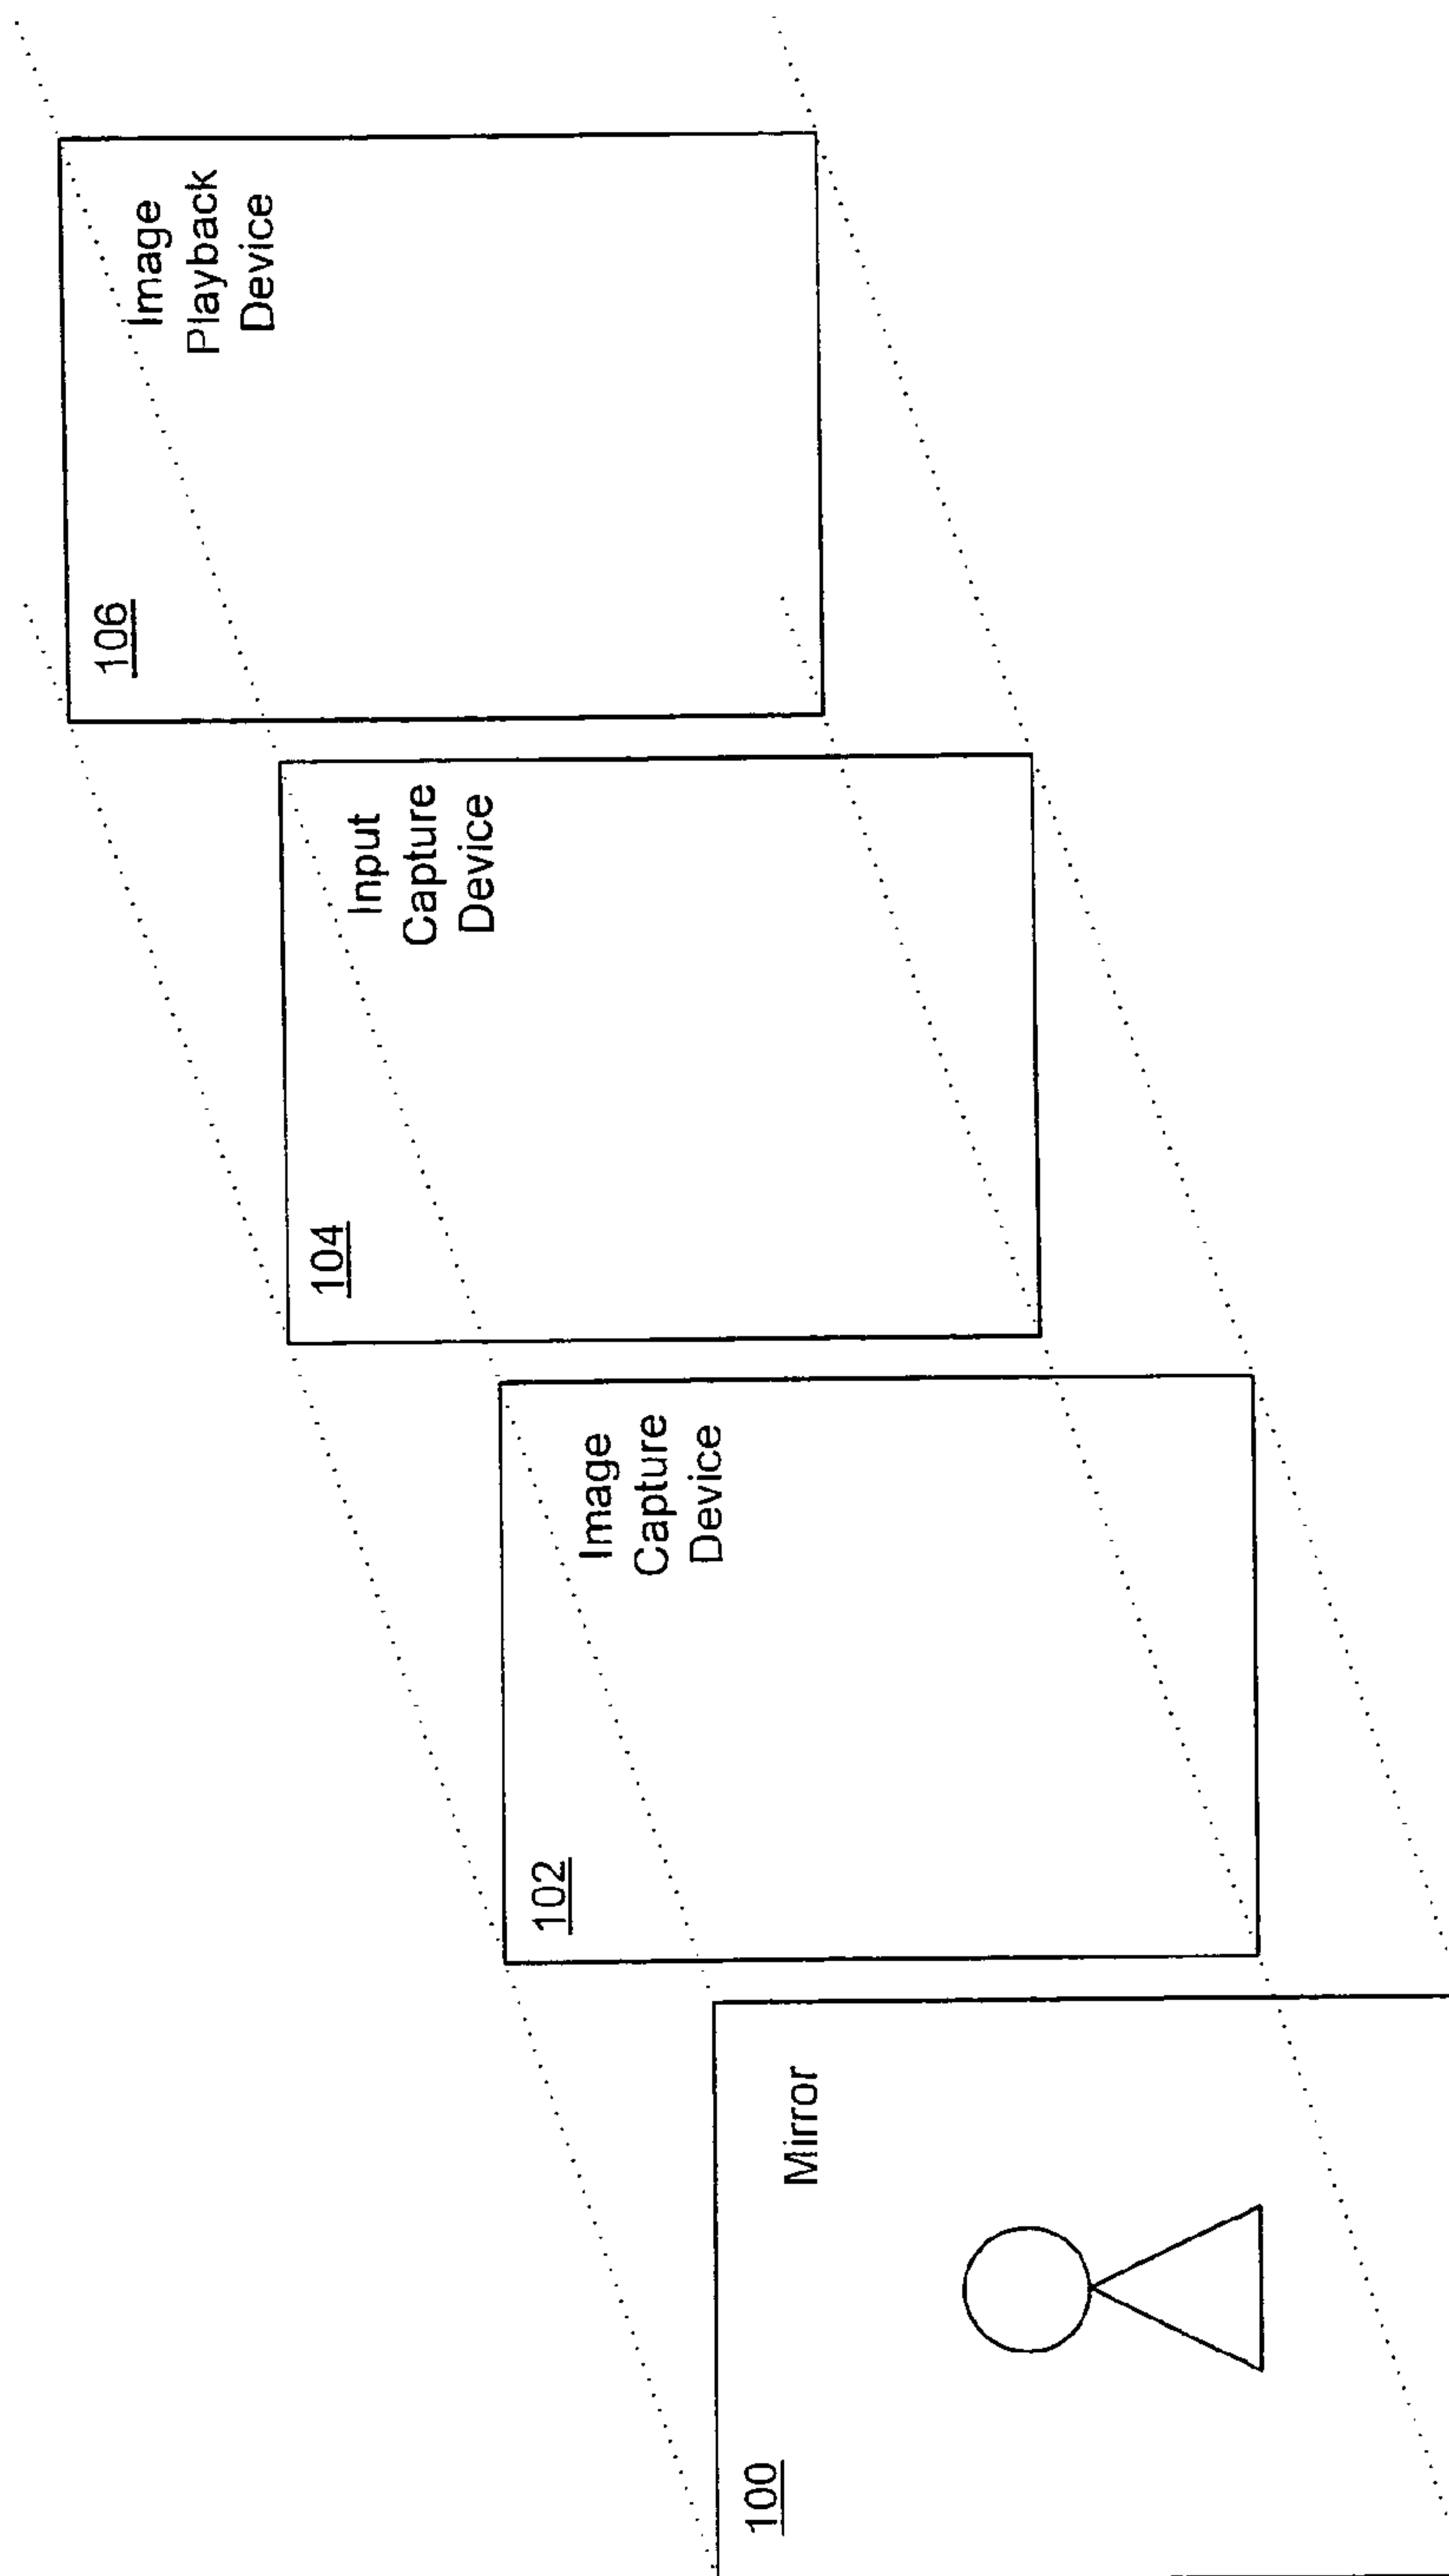 100
Mirror
102
Image
Capture
Device
104
Input
Capture
Device
106
Image
Playback
Device